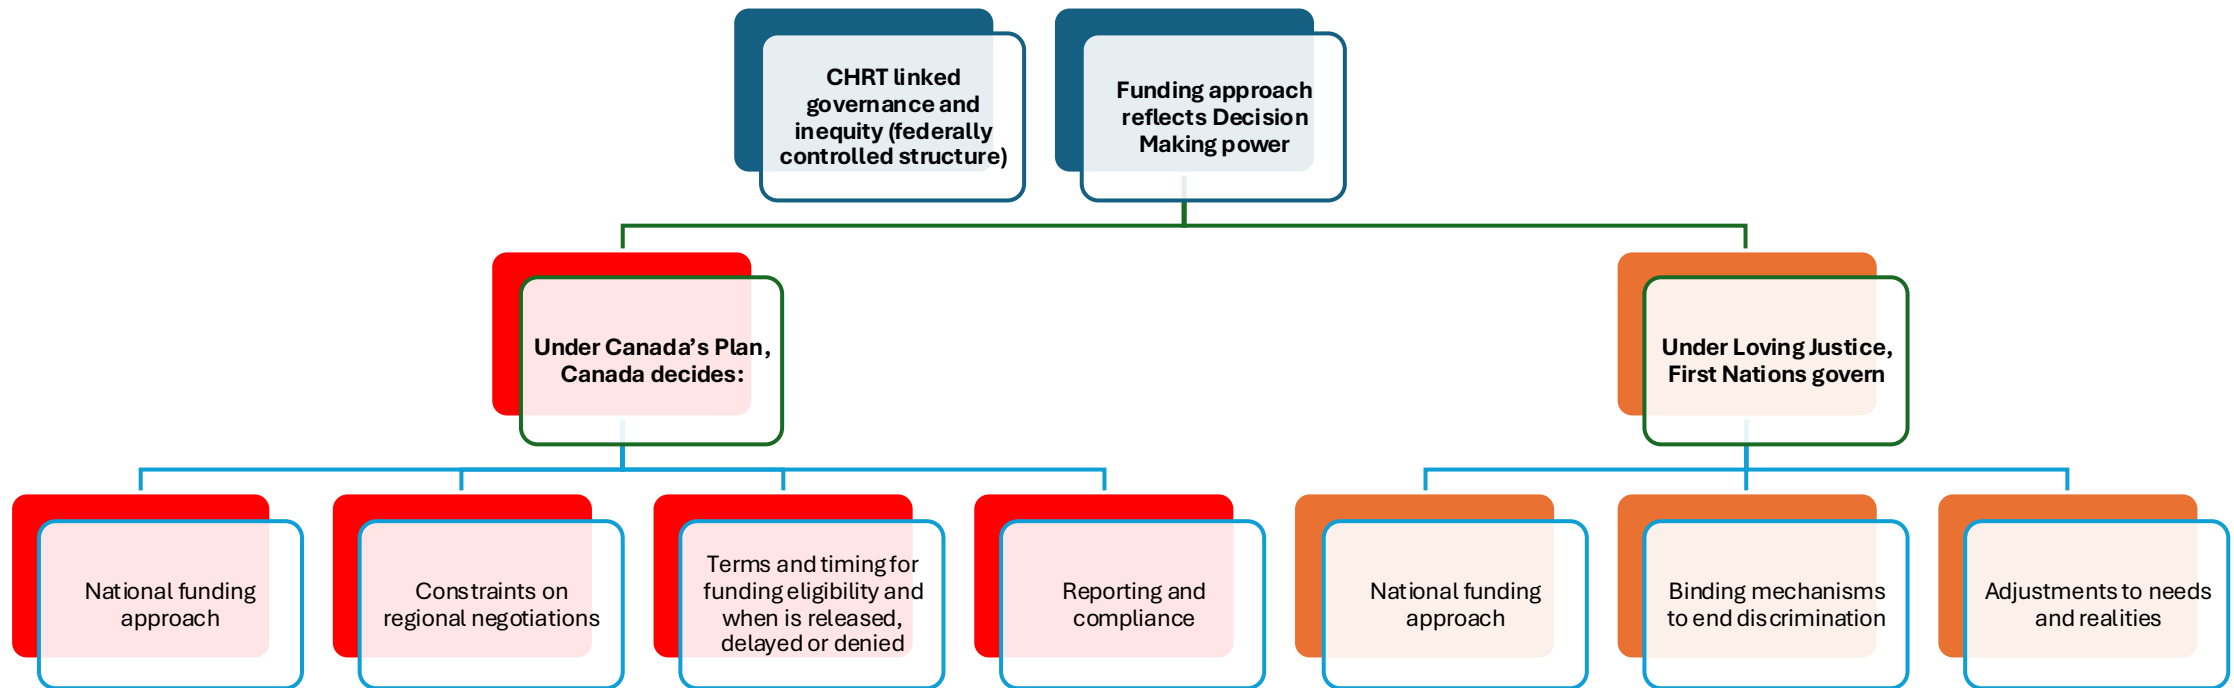 CHRT linked
governance and
inequity (federally
controlled structure)
Funding approach
reflects Decision
Making power
Under Canada’s Plan,
Canada decides:
Under Loving Justice,
First Nations govern
National funding
approach
Constraints on
regional negotiations
Terms and timing for
funding eligibility and
when is released,
delayed or denied
Reporting and
compliance
National funding
approach
Binding mechanisms
to end discrimination
Adjustments to needs
and realities